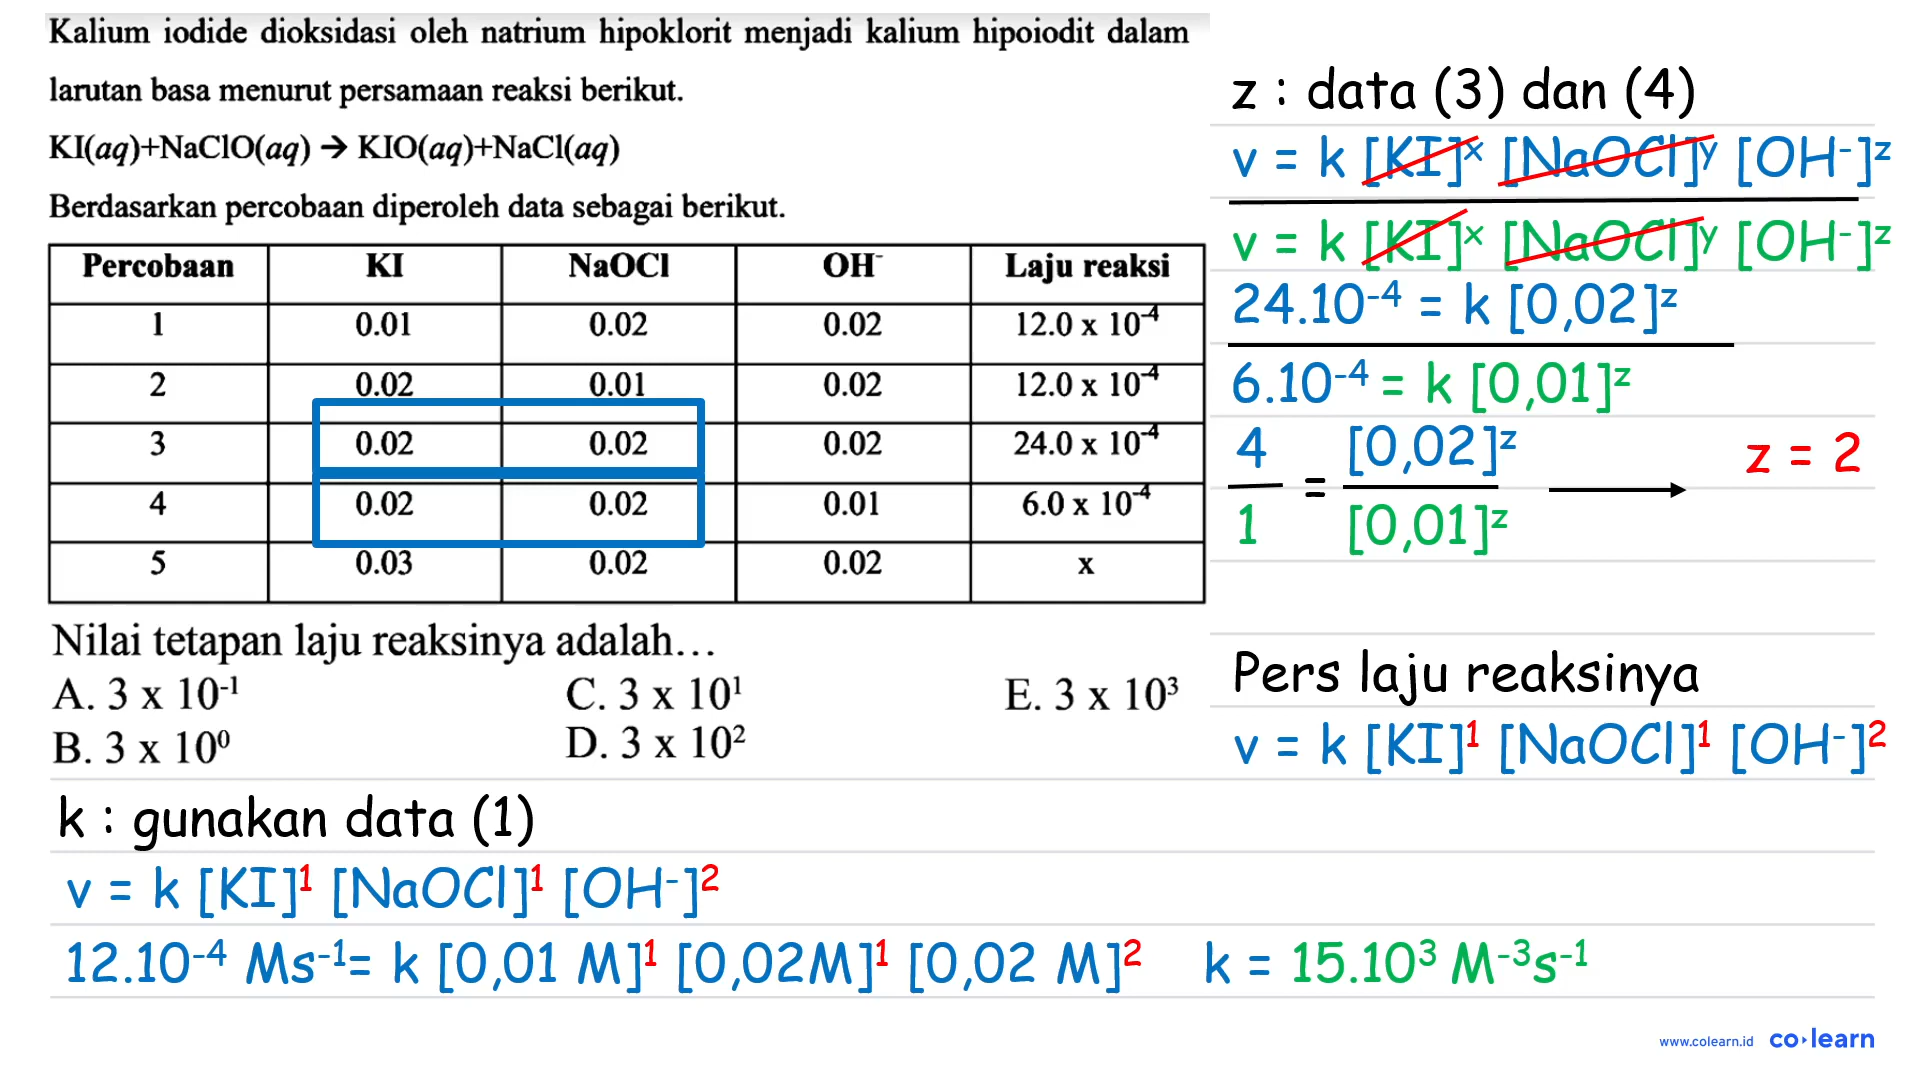 Kalium iodide dioksidasi oleh natrium hipoklorit menjadi kalium hipoiodit dalam
larutan basa menurut persamaan reaksi berikut.
KI(aq)+NaClO(aq) → KIO(aq)+NaCl(aq)
Berdasarkan percobaan diperoleh data sebagai berikut.
Percobaan KI NaOCl OH⁻ Laju reaksi
1 0.01 0.02 0.02 12.0 x 10⁻⁴
2 0.02 0.01 0.02 12.0 x 10⁻⁴
3 0.02 0.02 0.02 24.0 x 10⁻⁴
4 0.02 0.02 0.01 6.0 x 10⁻⁴
5 0.03 0.02 0.02 x
Nilai tetapan laju reaksinya adalah...
A. 3 x 10⁻¹ C. 3 x 10¹ E. 3 x 10³
B. 3 x 10⁰ D. 3 x 10²
z : data (3) dan (4)
v = k [KI]ˣ [NaOCl]ʸ [OH⁻]ᶻ
v = k [KI]ˣ [NaOCl]ʸ [OH⁻]ᶻ
24.10⁻⁴ = k [0,02]ᶻ
6.10⁻⁴ = k [0,01]ᶻ
4 [0,02]ᶻ z = 2
=
1 [0,01]ᶻ
Pers laju reaksinya
v = k [KI]¹ [NaOCl]¹ [OH⁻]²
k : gunakan data (1)
v = k [KI]¹ [NaOCl]¹ [OH⁻]²
12.10⁻⁴ Ms⁻¹= k [0,01 M]¹ [0,02M]¹ [0,02 M]² k = 15.10³ M⁻³s⁻¹
www.colearn.id co learn